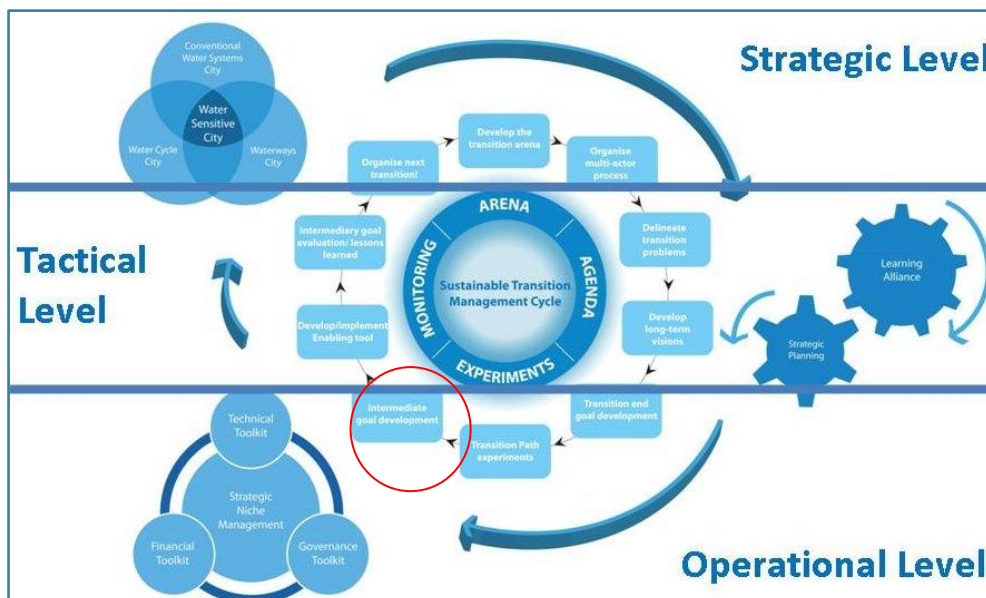 Conventional
Water Systems
City
Water
Sensitive
City
Water Cycle
City
Waterways
City
Strategic Level
Develop the
transition arena
Organise next
transition!
Organise
multi-actor
process
Tactical
Level
Intermediary goal
evaluation/ lessons
learned
Delineate
transition
problems
Develop/implement
Enabling tool
Develop
long-term
visions
ARENA
AGENDA
EXPERIMENTS
MONITORING
Sustainable Transition
Management Cycle
Learning
Alliance
Strategic
Planning
Intermediate
goal development
Transition end
goal development
Transition Path
experiments
Technical
Toolkit
Strategic
Niche
Management
Financial
Toolkit
Governance
Toolkit
Operational Level